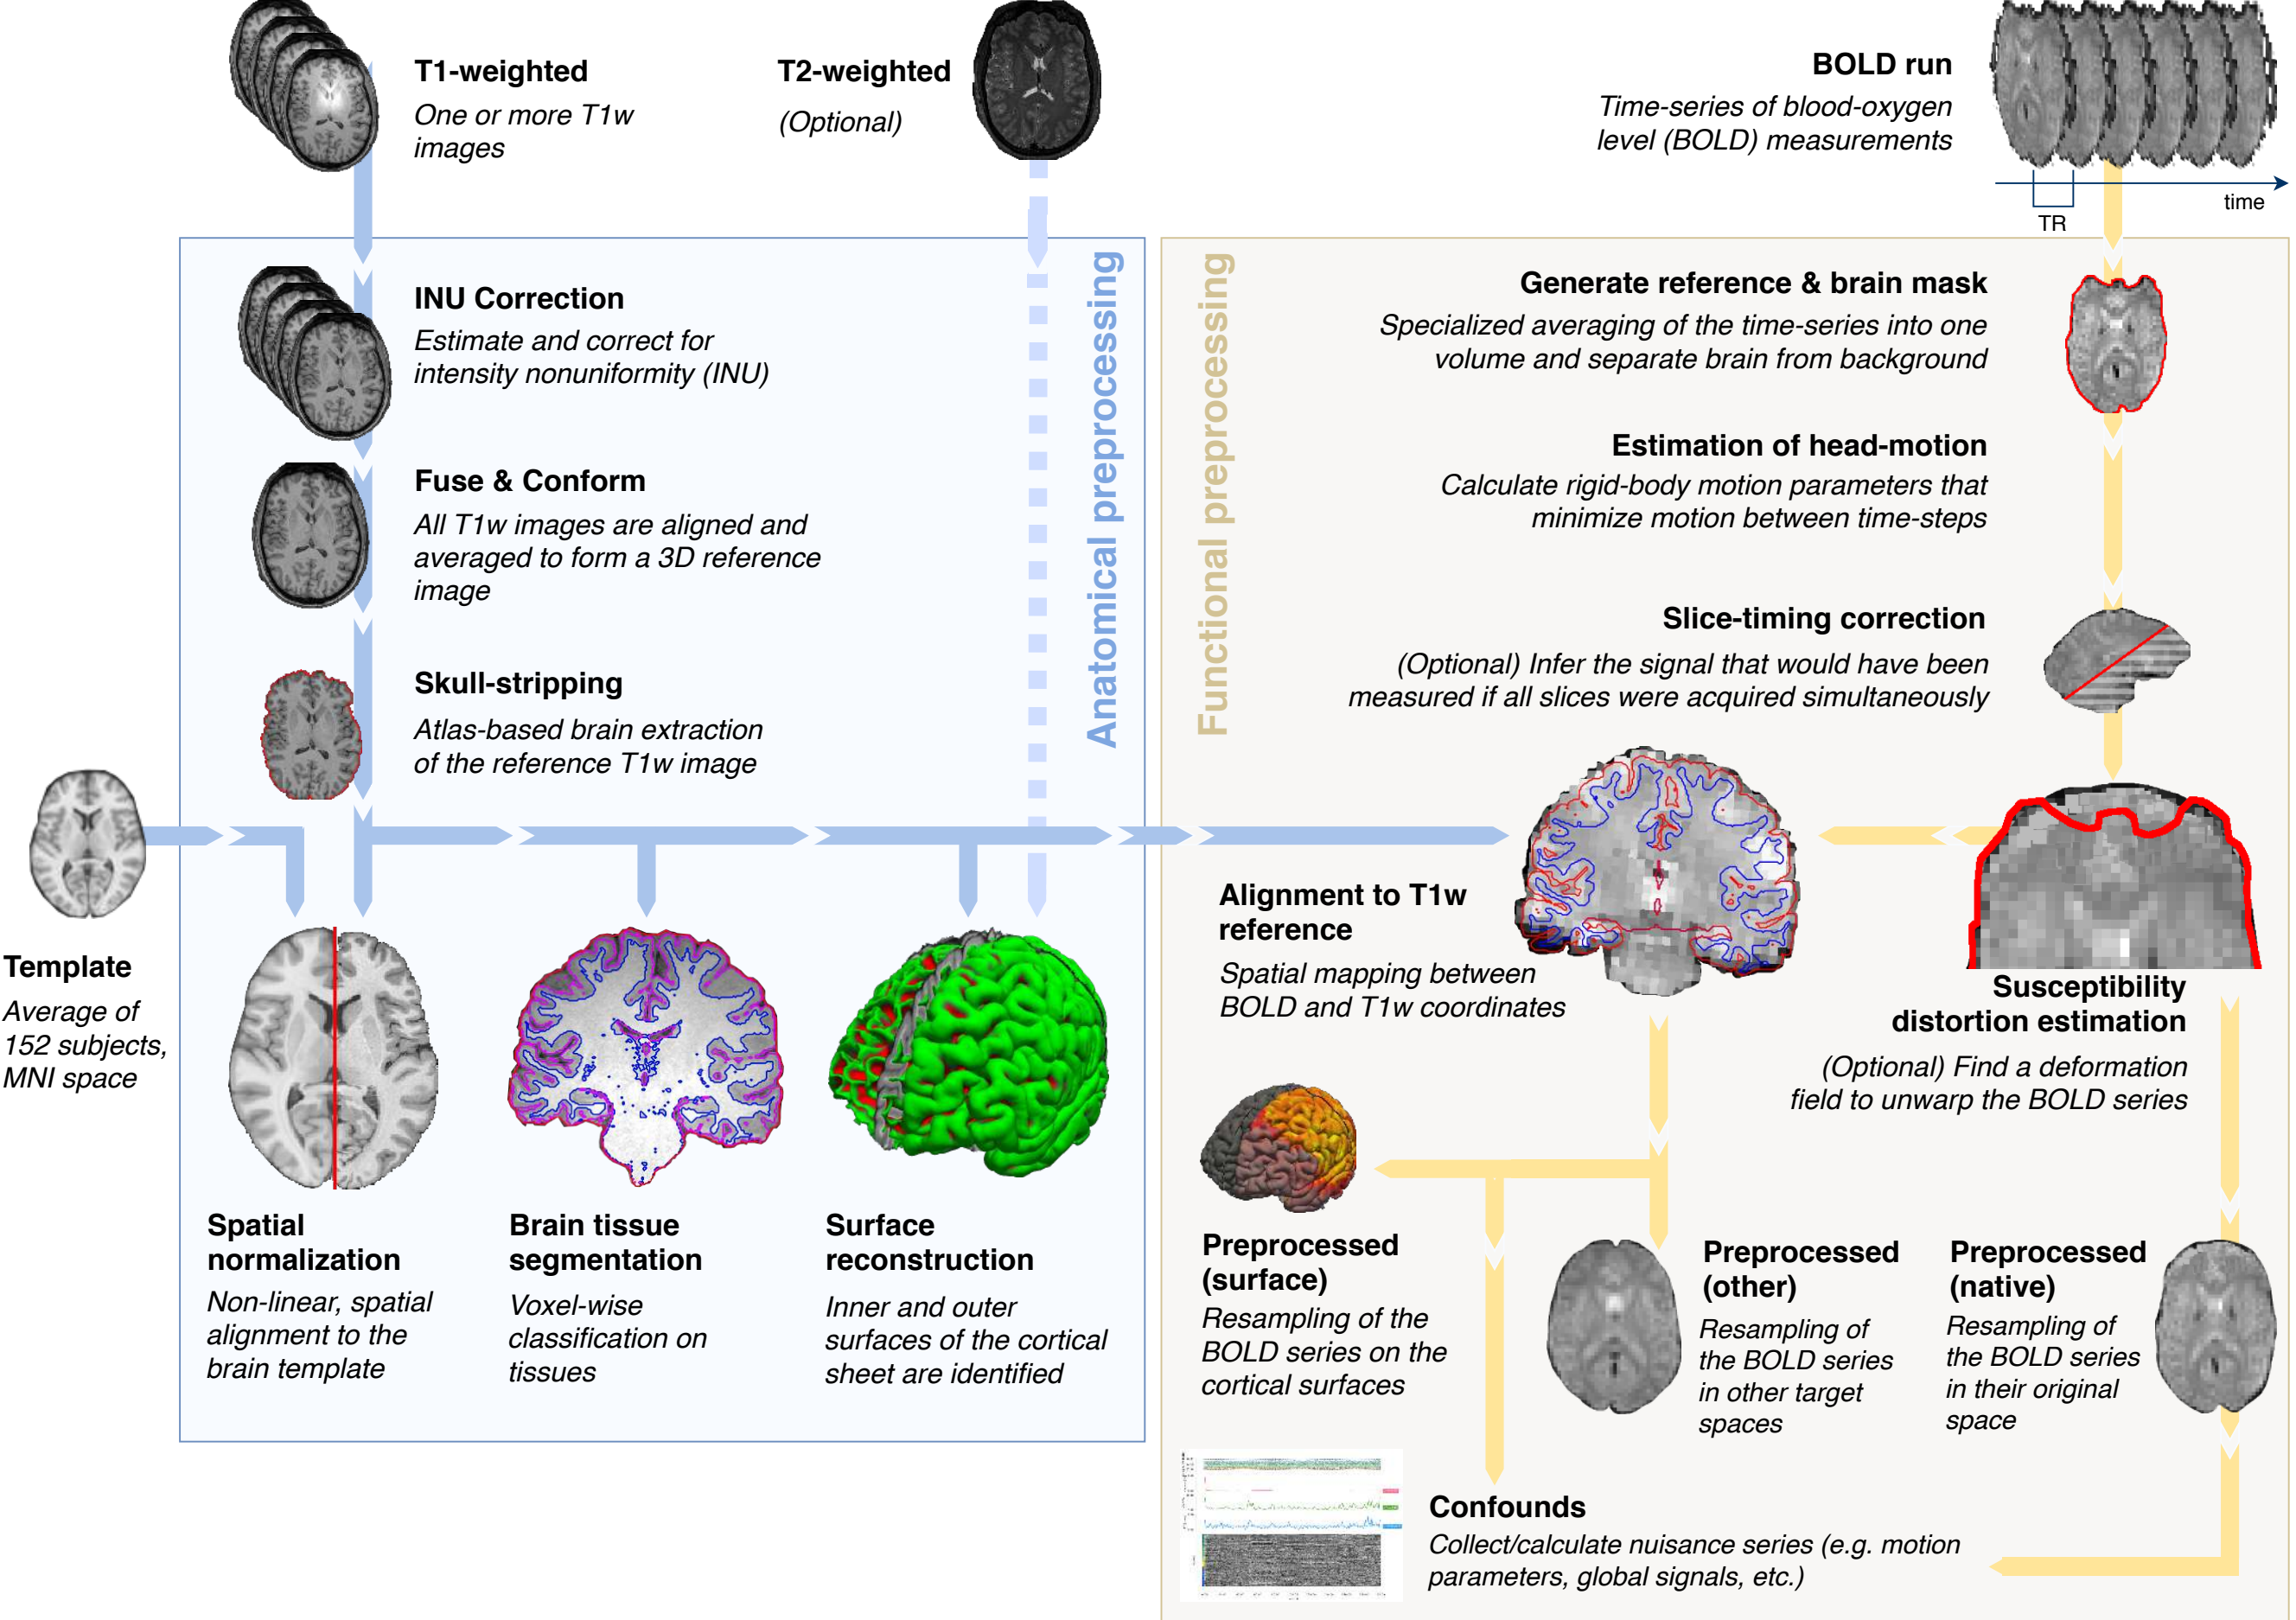 T1-weighted
One or more T1w
images
T2-weighted
(Optional)
BOLD run
Time-series of blood-oxygen
level (BOLD) measurements
time
TR
Anatomical preprocessing
INU Correction
Estimate and correct for
intensity nonuniformity (INU)
Fuse & Conform
All T1w images are aligned and
averaged to form a 3D reference
image
Skull-stripping
Atlas-based brain extraction
of the reference T1w image
Template
Average of
152 subjects,
MNI space
Spatial
normalization
Non-linear, spatial
alignment to the
brain template
Brain tissue
segmentation
Voxel-wise
classification on
tissues
Surface
reconstruction
Inner and outer
surfaces of the cortical
sheet are identified
Functional preprocessing
Generate reference & brain mask
Specialized averaging of the time-series into one
volume and separate brain from background
Estimation of head-motion
Calculate rigid-body motion parameters that
minimize motion between time-steps
Slice-timing correction
(Optional) Infer the signal that would have been
measured if all slices were acquired simultaneously
Alignment to T1w
reference
Spatial mapping between
BOLD and T1w coordinates
Susceptibility
distortion estimation
(Optional) Find a deformation
field to unwarp the BOLD series
Preprocessed
(surface)
Resampling of the
BOLD series on the
cortical surfaces
Preprocessed
(other)
Resampling of
the BOLD series
in other target
spaces
Preprocessed
(native)
Resampling of
the BOLD series
in their original
space
Confounds
Collect/calculate nuisance series (e.g. motion
parameters, global signals, etc.)